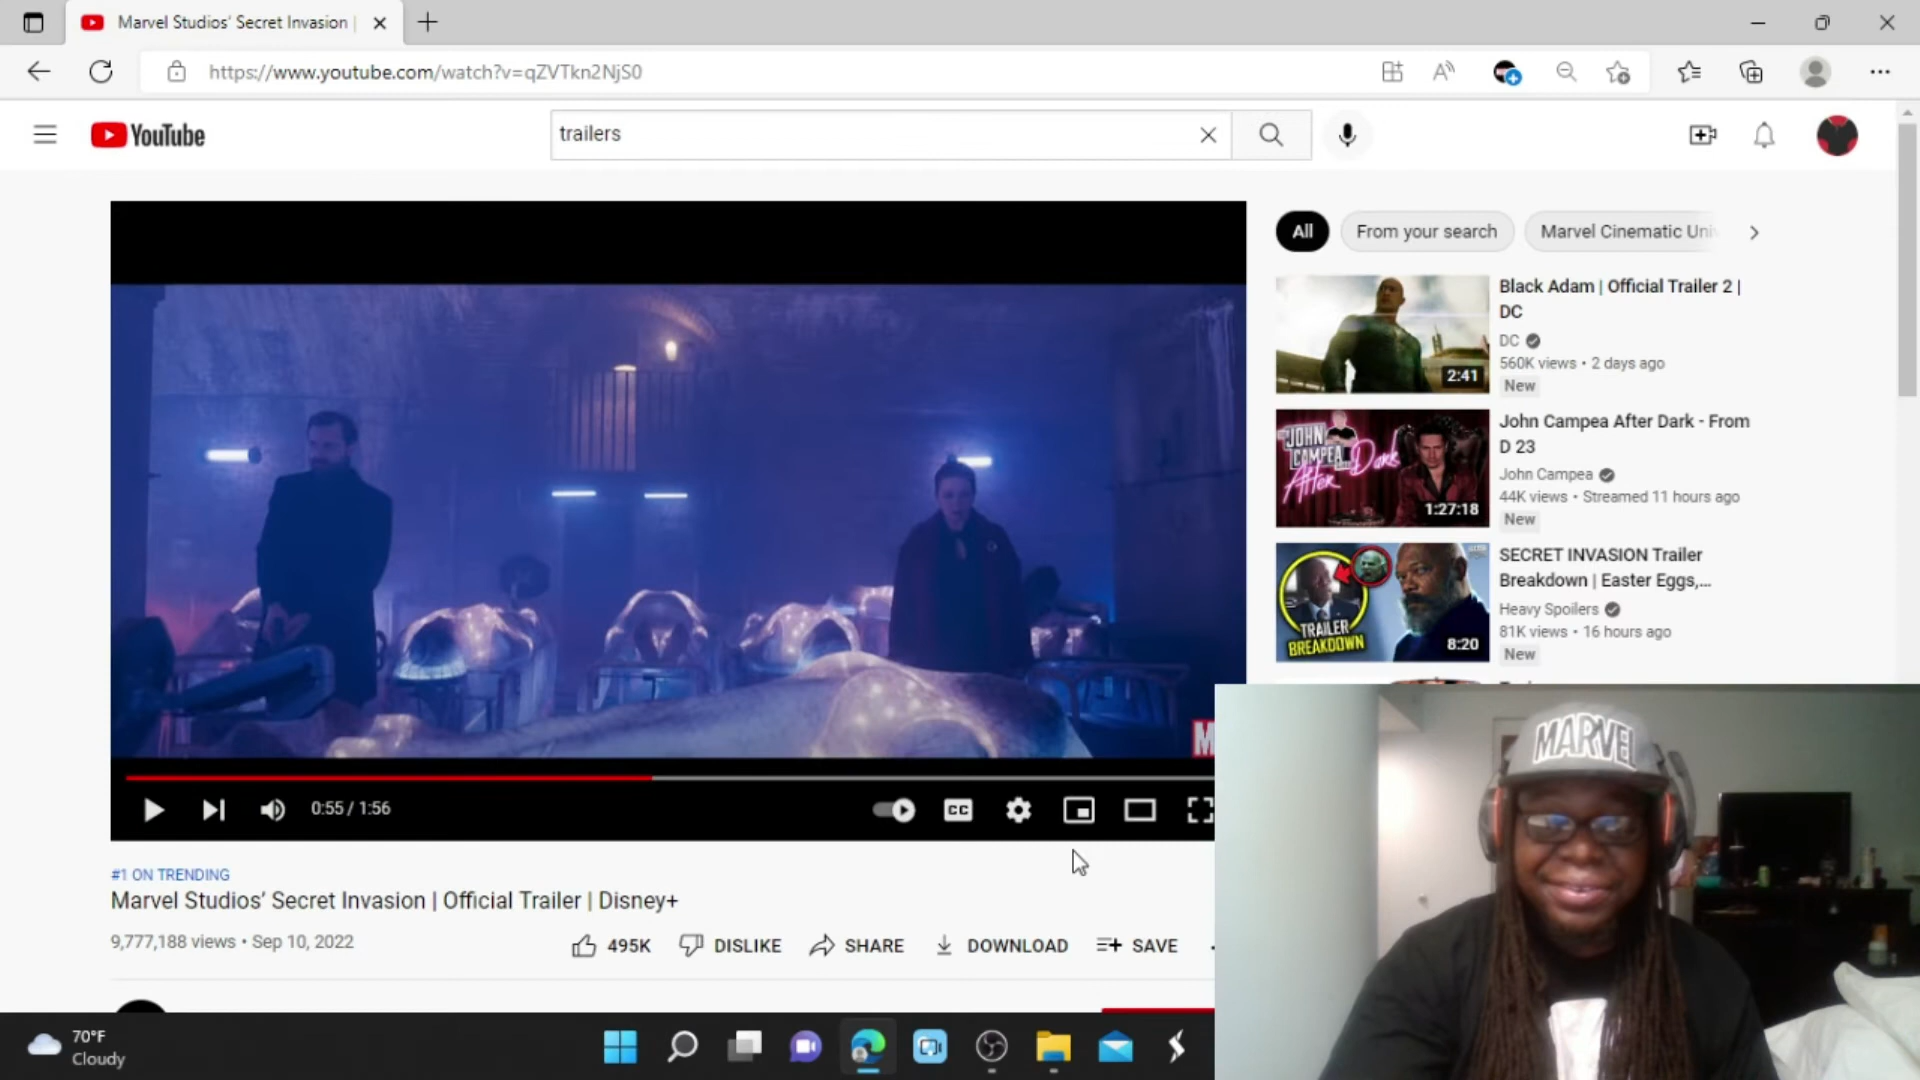 Marvel Studios' Secret Invasion |
https://www.youtube.com/watch?v=qZVTkn2NjS0
YouTube
trailers
All
From your search
Marvel Cinematic Uni
Black Adam | Official Trailer 2 |
DC
DC
560K views • 2 days ago
New
2:41
John Campea After Dark - From
D 23
John Campea
44K views • Streamed 11 hours ago
New
JOHN
CAMPEA
After Dark
1:27:18
SECRET INVASION Trailer
Breakdown | Easter Eggs,...
Heavy Spoilers
81K views • 16 hours ago
New
TRAILER
BREAKDOWN
8:20
M
MARVEL
0:55 / 1:56
CC
#1 ON TRENDING
Marvel Studios' Secret Invasion | Official Trailer | Disney+
9,777,188 views • Sep 10, 2022
495K
DISLIKE
SHARE
DOWNLOAD
SAVE
70°F
Cloudy